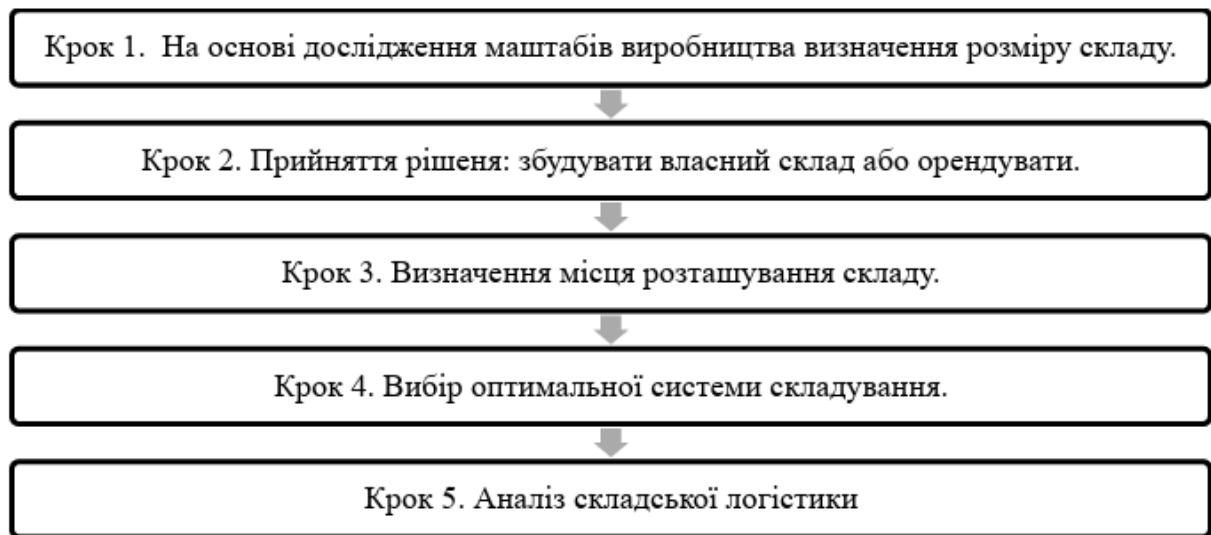 Крок 1.  На основі дослідження маштабів виробництва визначення розміру складу.
Крок 2. Прийняття рішеня: збудувати власний склад або орендувати.
Крок 3. Визначення місця розташування складу.
Крок 4. Вибір оптимальної системи складування.
Крок 5. Аналіз складської логістики